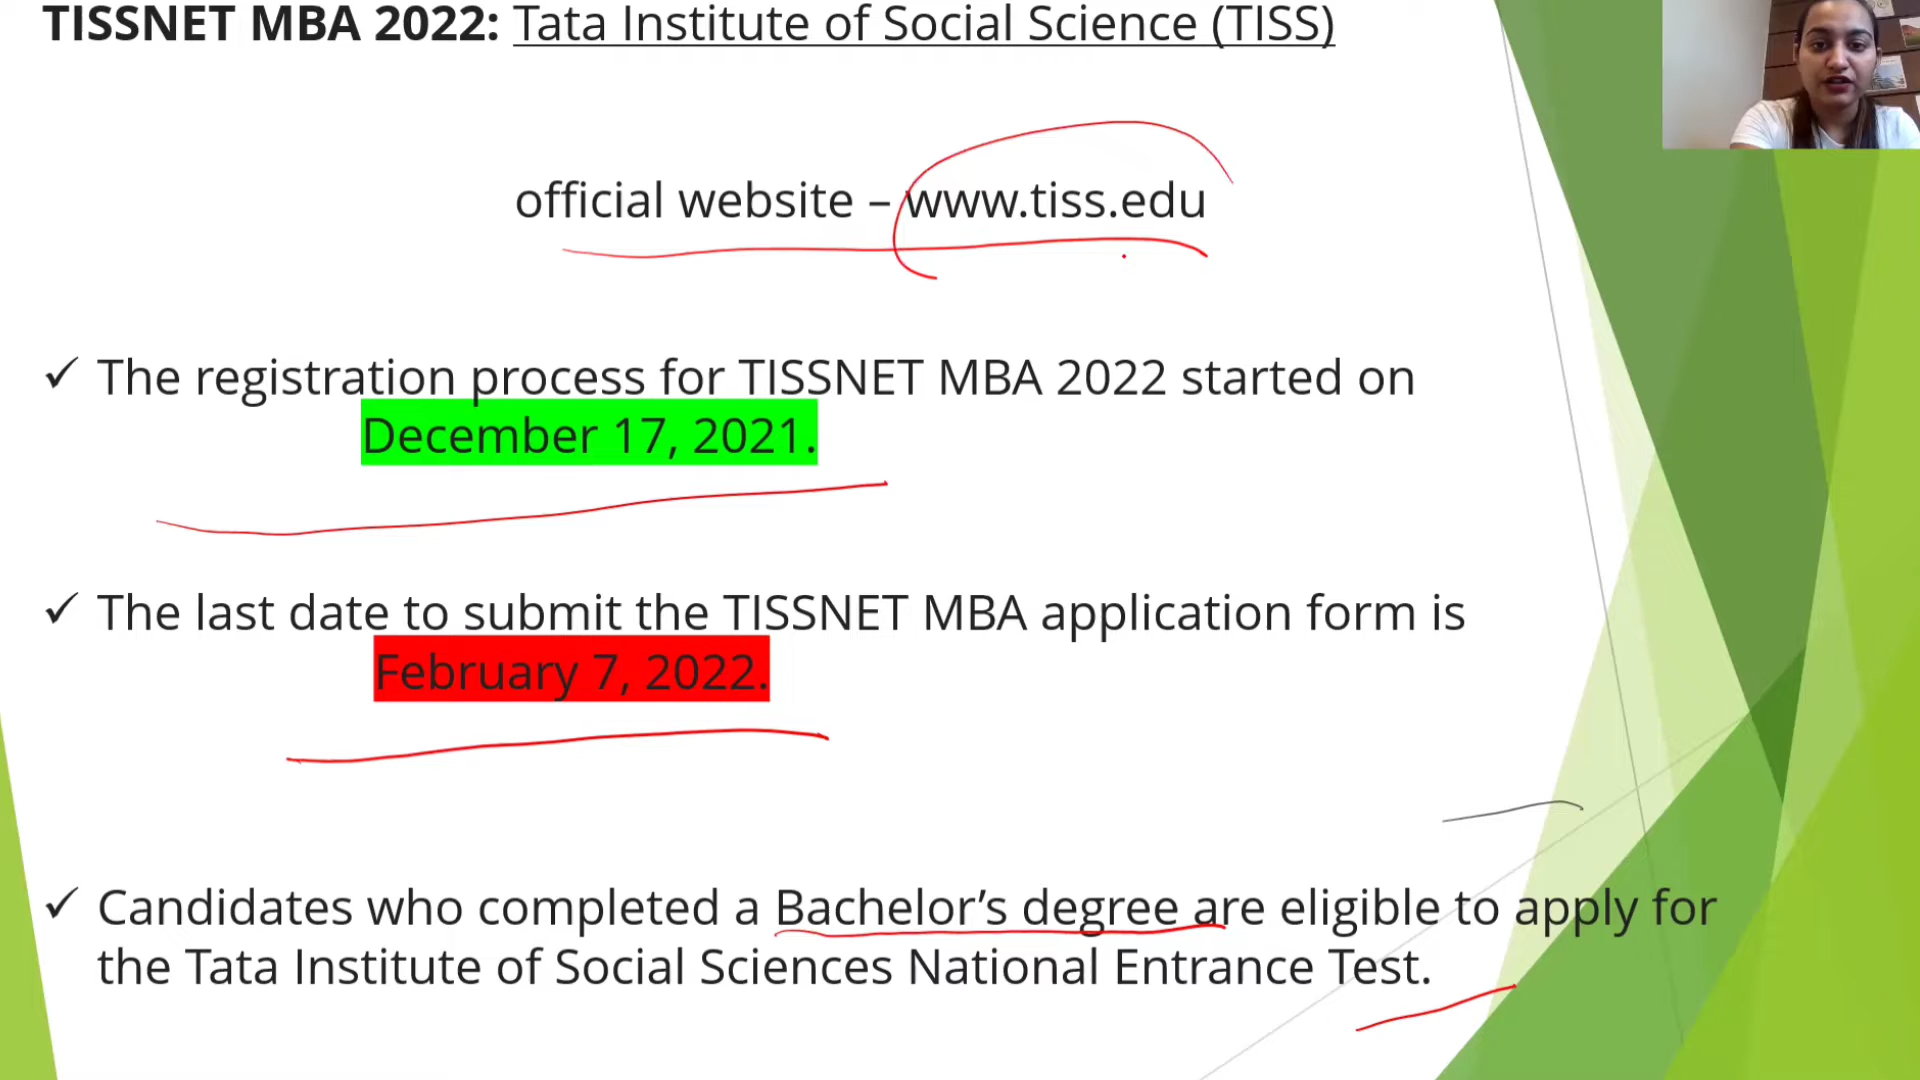 TISSNET MBA 2022: Tata Institute of Social Science (TISS)
official website – www.tiss.edu
✓ The registration process for TISSNET MBA 2022 started on
December 17, 2021.
✓ The last date to submit the TISSNET MBA application form is
February 7, 2022.
✓ Candidates who completed a Bachelor’s degree are eligible to apply for
the Tata Institute of Social Sciences National Entrance Test.